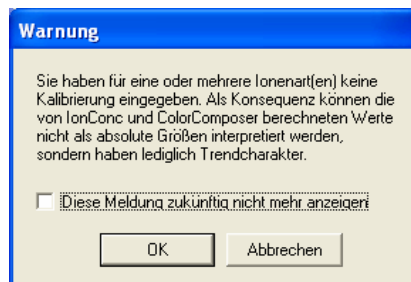 Warnung
Sie haben für eine oder mehrere Ionenart(en) keine
Kalibrierung eingegeben. Als Konsequenz können die
von IonConc und ColorComposer berechneten Werte
nicht als absolute Größen interpretiert werden,
sondern haben lediglich Trendcharakter.
Diese Meldung zukünftig nicht mehr anzeigen
OK
Abbrechen